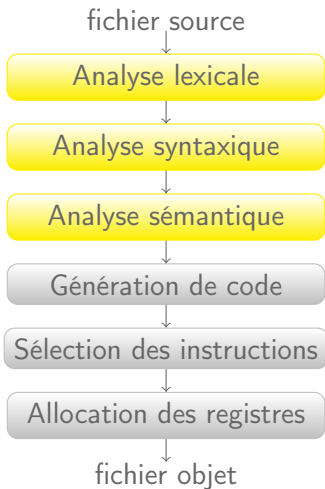 fichier source
Analyse lexicale
Analyse syntaxique
Analyse sémantique
Génération de code
Sélection des instructions
Allocation des registres
fichier objet